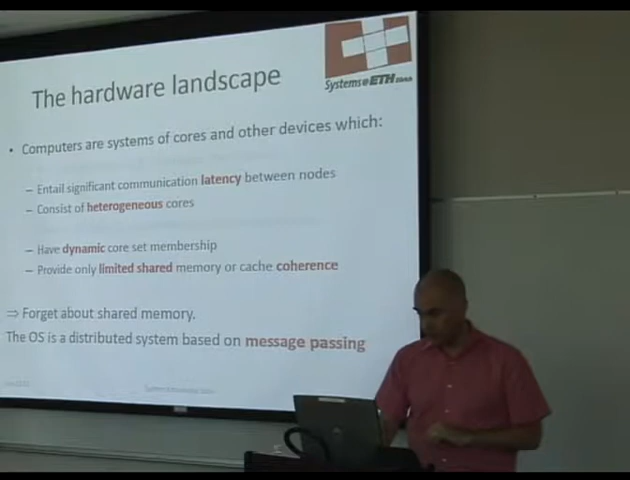 Systems@ETH
The hardware landscape
• Computers are systems of cores and other devices which:
– Entail significant communication latency between nodes
– Consist of heterogeneous cores
– Have dynamic core set membership
– Provide only limited shared memory or cache coherence
⇒ Forget about shared memory.
The OS is a distributed system based on message passing